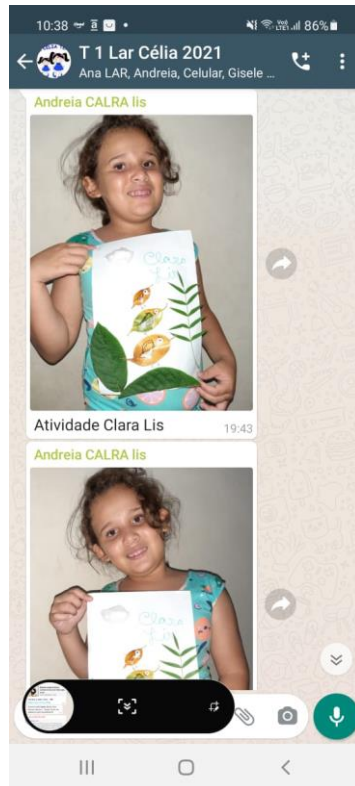 10:38
86%
T 1 Lar Célia 2021
Ana LAR, Andreia, Celular, Gisele ...
Andreia CALRA lis
Clara
Lis
Atividade Clara Lis
19:43
Andreia CALRA lis
Clara
Lis